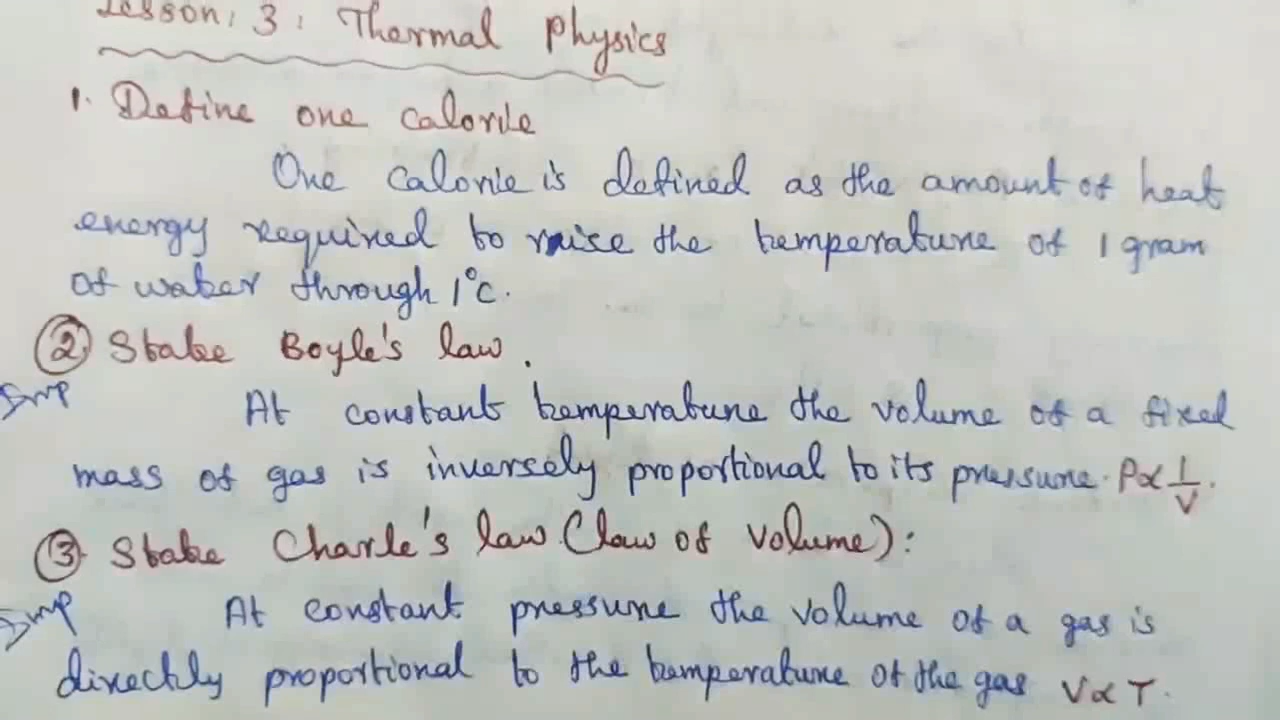 Lesson: 3: Thermal Physics
1. Define one calorie
One calorie is defined as the amount of heat
energy required to raise the temperature of 1 gram
of water through 1°C.
② State Boyle's law.
Imp
At constant temperature the volume of a fixed
mass of gas is inversely proportional to its pressure. P∝1/V.
③ State Charle's law (law of volume):
Imp
At constant pressure the volume of a gas is
directly proportional to the temperature of the gas V∝T.